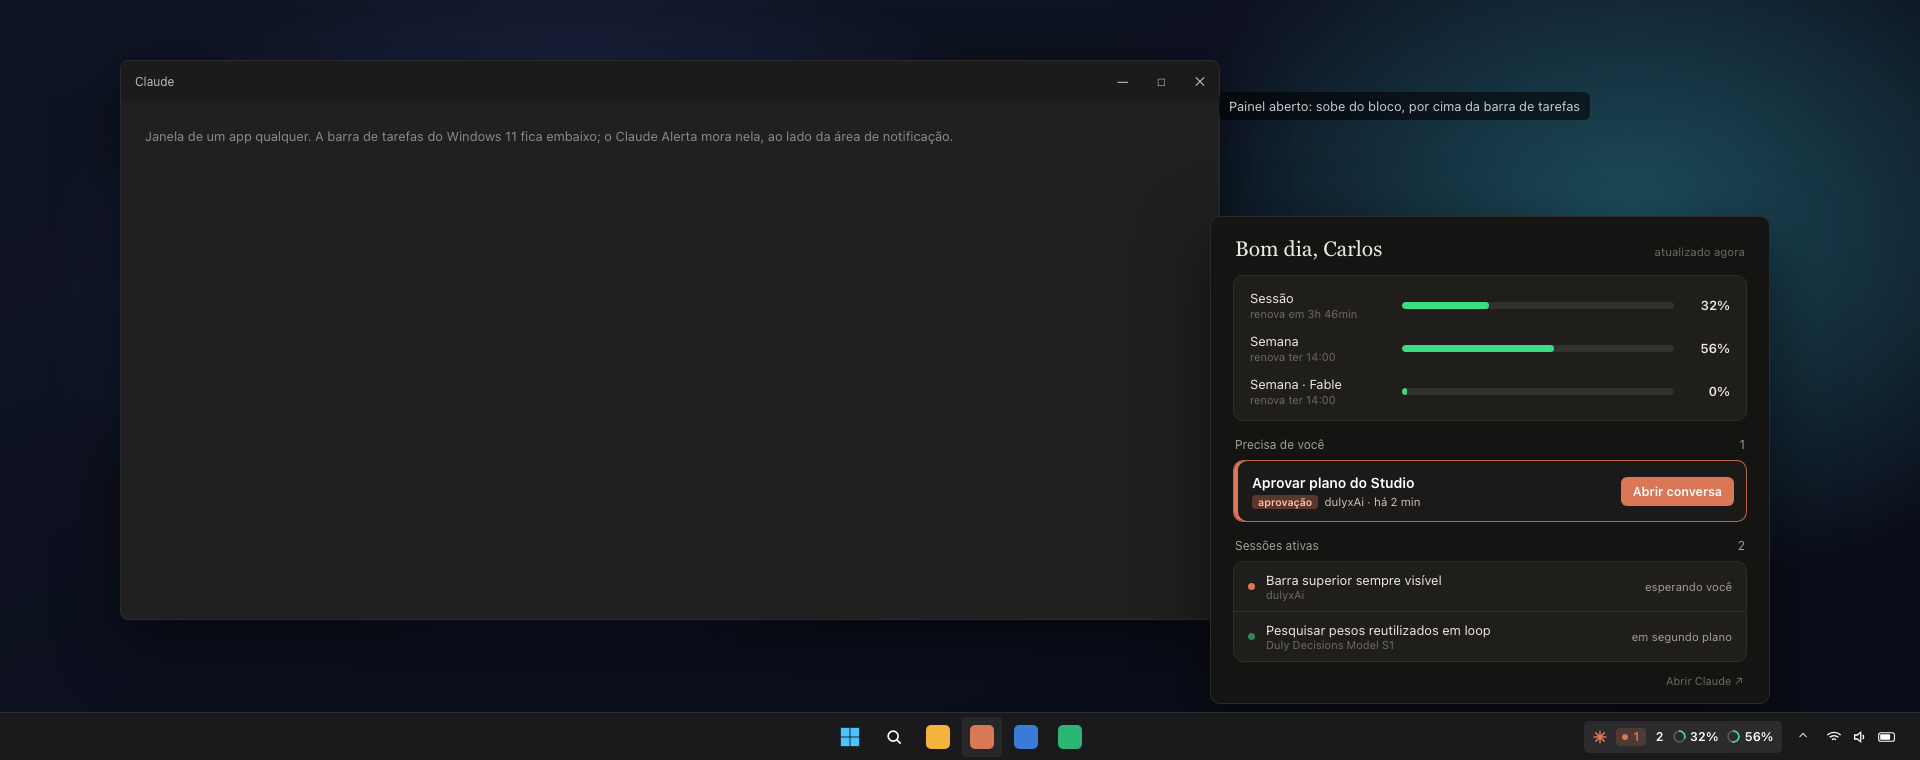 Claude
Painel aberto: sobe do bloco, por cima da barra de tarefas
Janela de um app qualquer. A barra de tarefas do Windows 11 fica embaixo; o Claude Alerta mora nela, ao lado da área de notificação.
Bom dia, Carlos
atualizado agora
Sessão
renova em 3h 46min
32%
Semana
renova ter 14:00
56%
Semana · Fable
renova ter 14:00
0%
Precisa de você
1
Aprovar plano do Studio
aprovação dulyxAi · há 2 min
Abrir conversa
Sessões ativas
2
Barra superior sempre visível
dulyxAi
esperando você
Pesquisar pesos reutilizados em loop
Duly Decisions Model S1
em segundo plano
Abrir Claude ↗
1 2 32% 56%